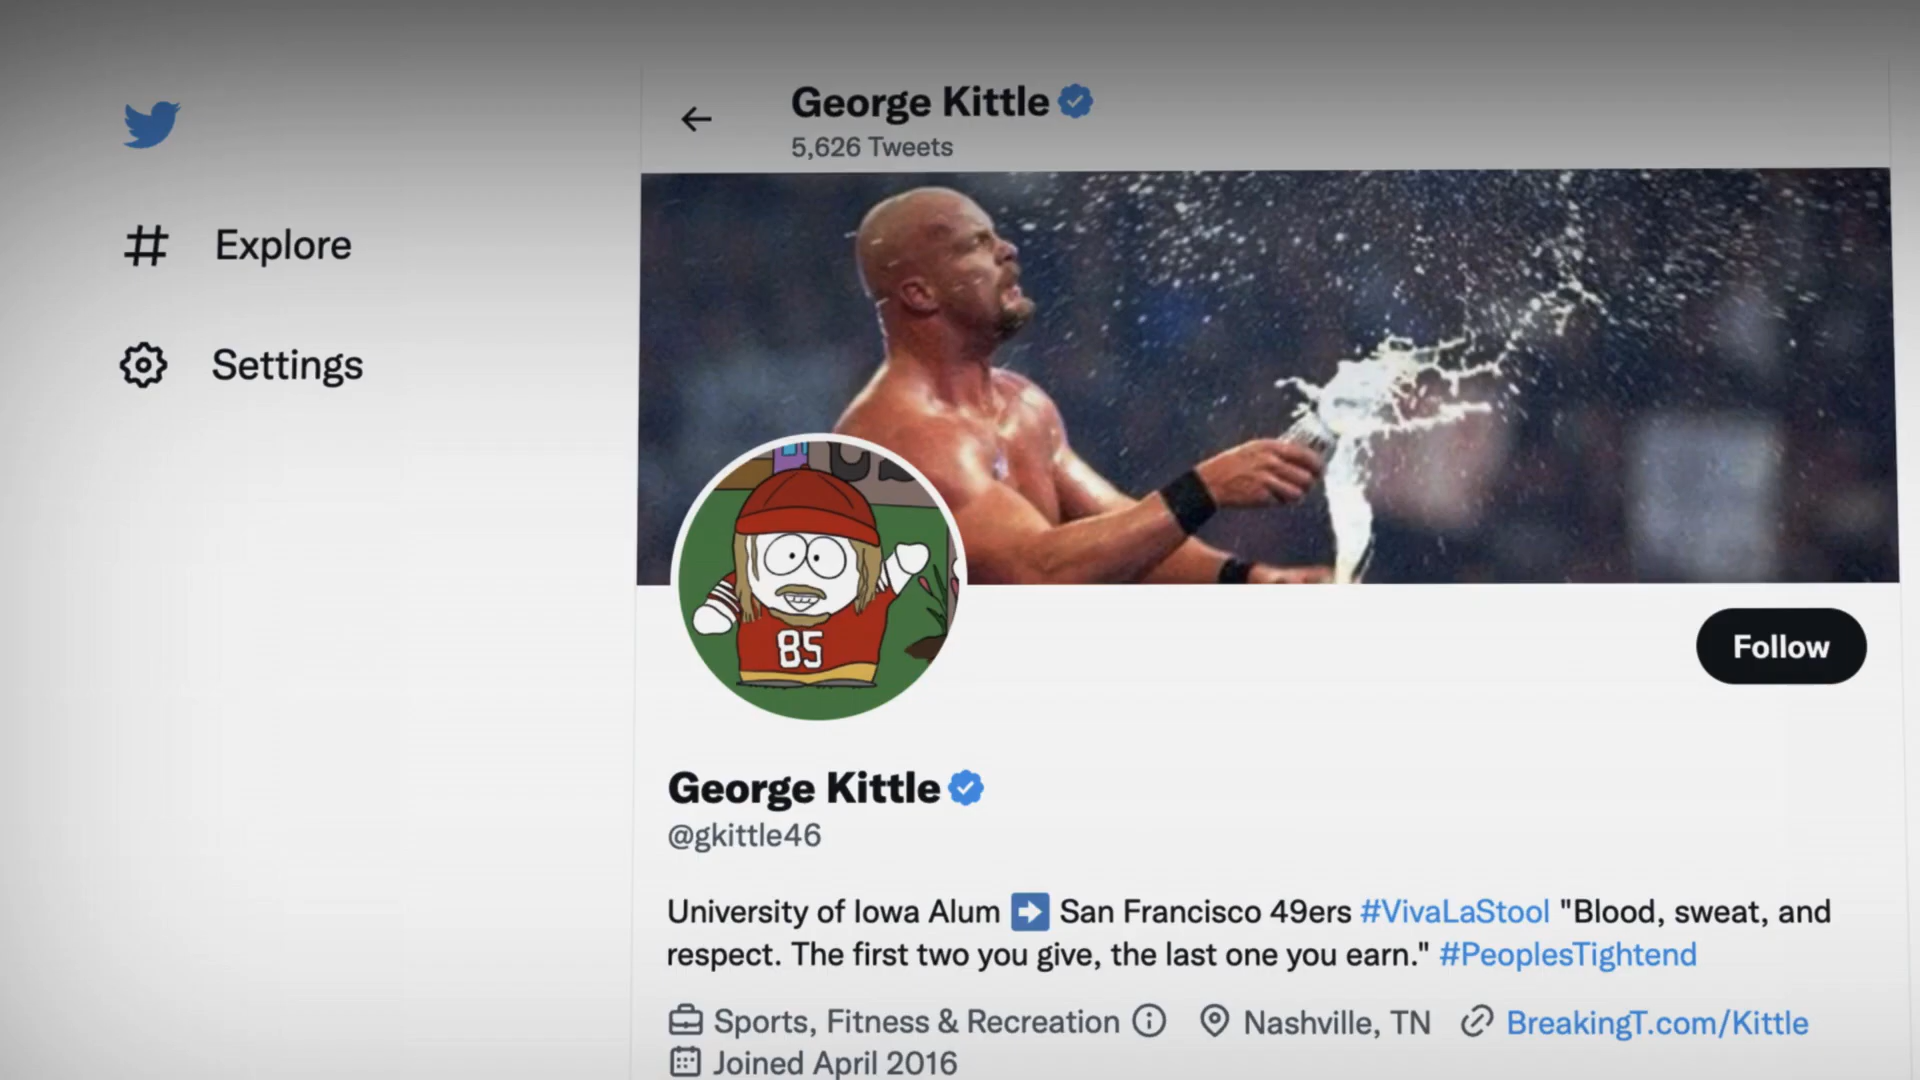 George Kittle
5,626 Tweets
Explore
Settings
85
Follow
George Kittle
@gkittle46
University of Iowa Alum ➡ San Francisco 49ers #VivaLaStool "Blood, sweat, and
respect. The first two you give, the last one you earn." #PeoplesTightend
Sports, Fitness & Recreation Nashville, TN BreakingT.com/Kittle
Joined April 2016